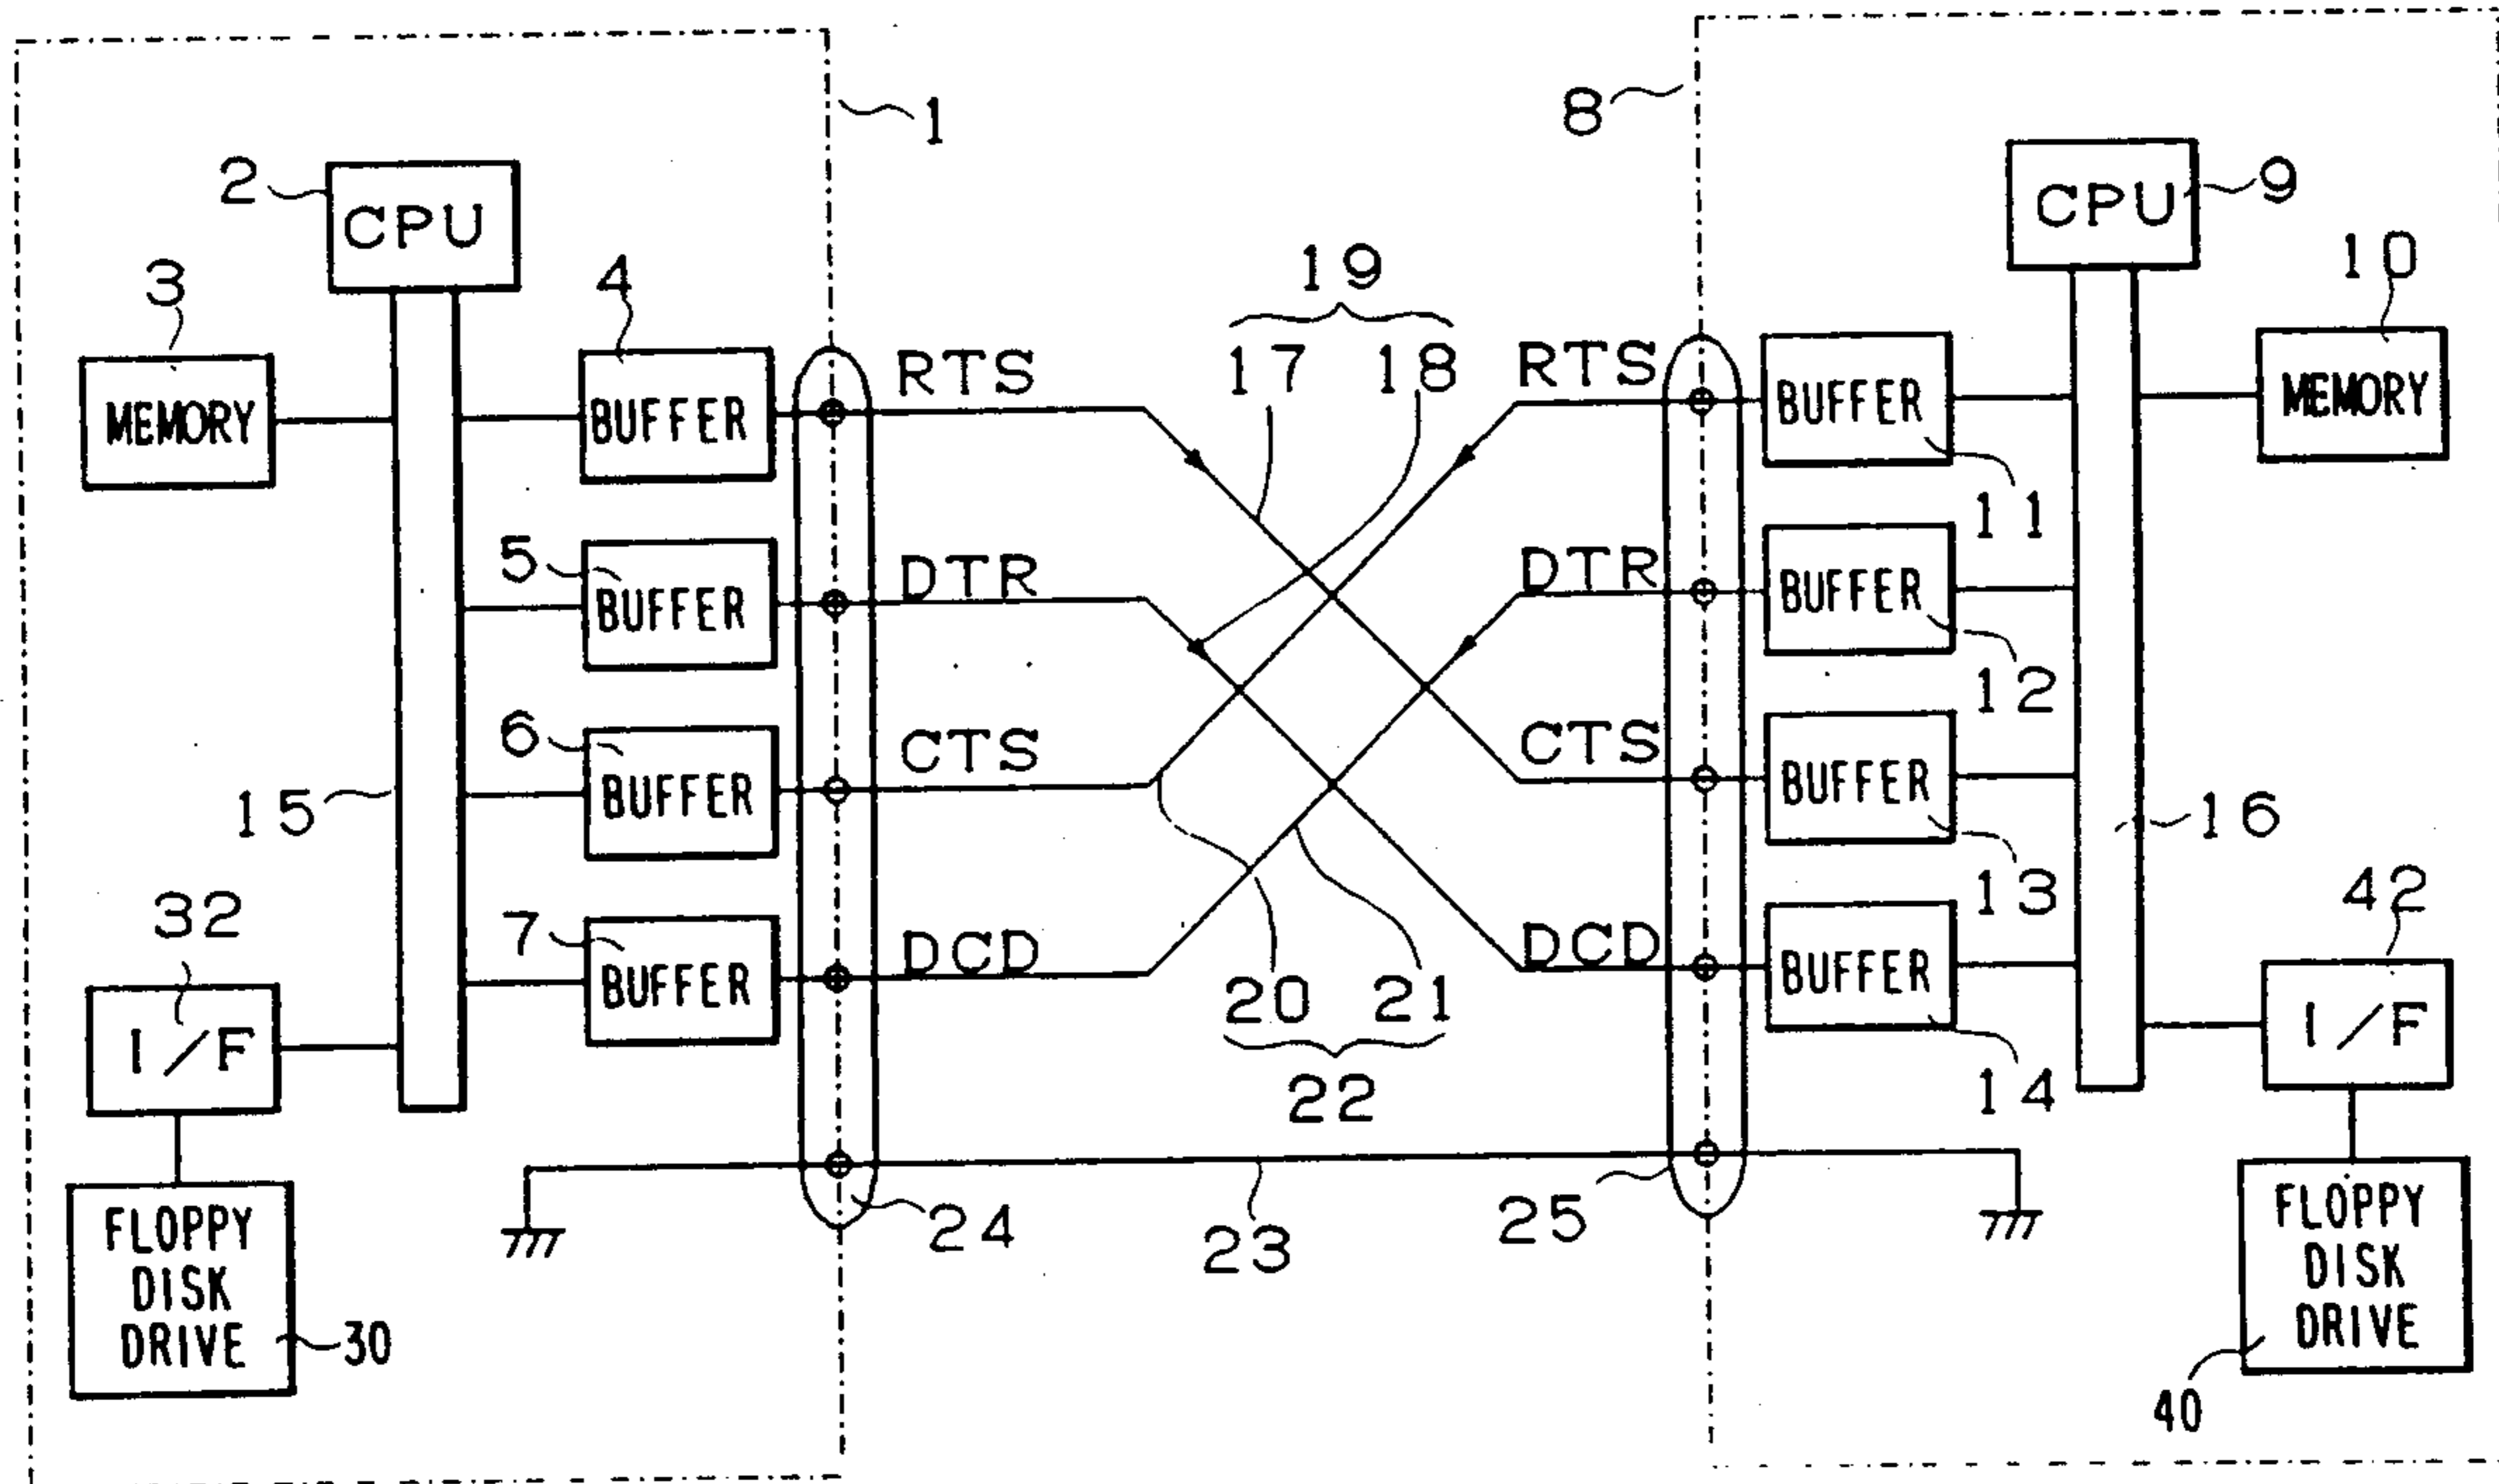 1
8
2
CPU
CPU
9
3
4
19
10
17
18
RTS
RTS
MEMORY
BUFFER
BUFFER
MEMORY
11
5
DTR
DTR
BUFFER
BUFFER
12
6
CTS
CTS
BUFFER
BUFFER
15
16
13
32
42
7
DCD
DCD
BUFFER
BUFFER
20
21
I/F
I/F
22
14
24
23
25
FLOPPY
DISK
DRIVE
30
FLOPPY
DISK
DRIVE
40